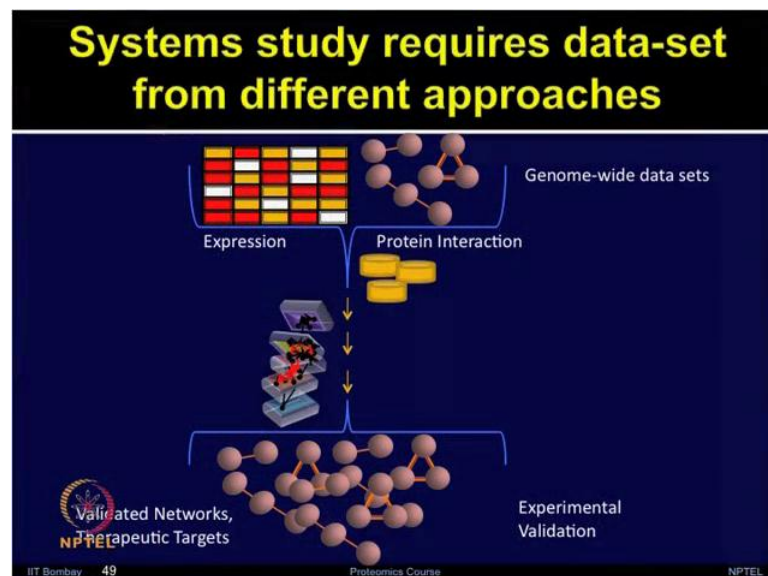 Systems study requires data-set
from different approaches
Genome-wide data sets
Expression
Protein Interaction
Validated Networks,
Therapeutic Targets
Experimental
Validation
NPTEL
IIT Bombay
49
Proteomics Course
NPTEL